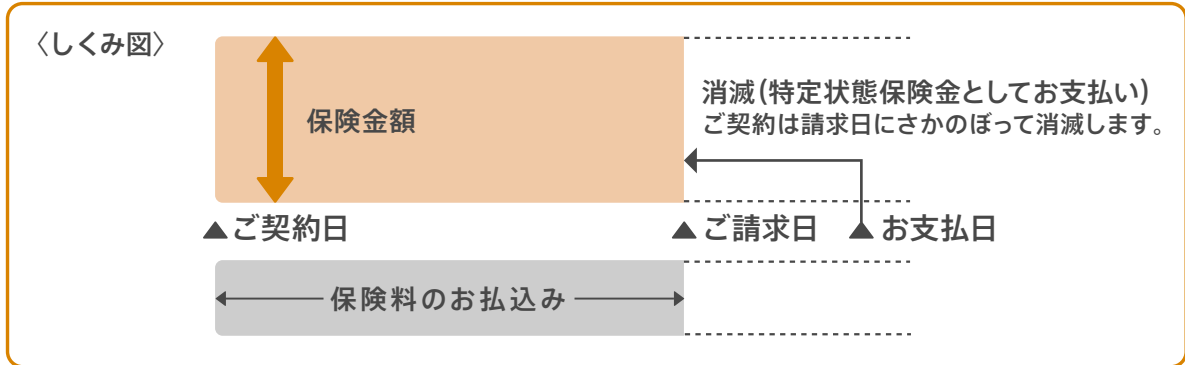 〈しくみ図〉
保険金額
消滅(特定状態保険金としてお支払い)
ご契約は請求日にさかのぼって消滅します。
▲ご契約日
▲ご請求日
▲お支払日
保険料のお払込み